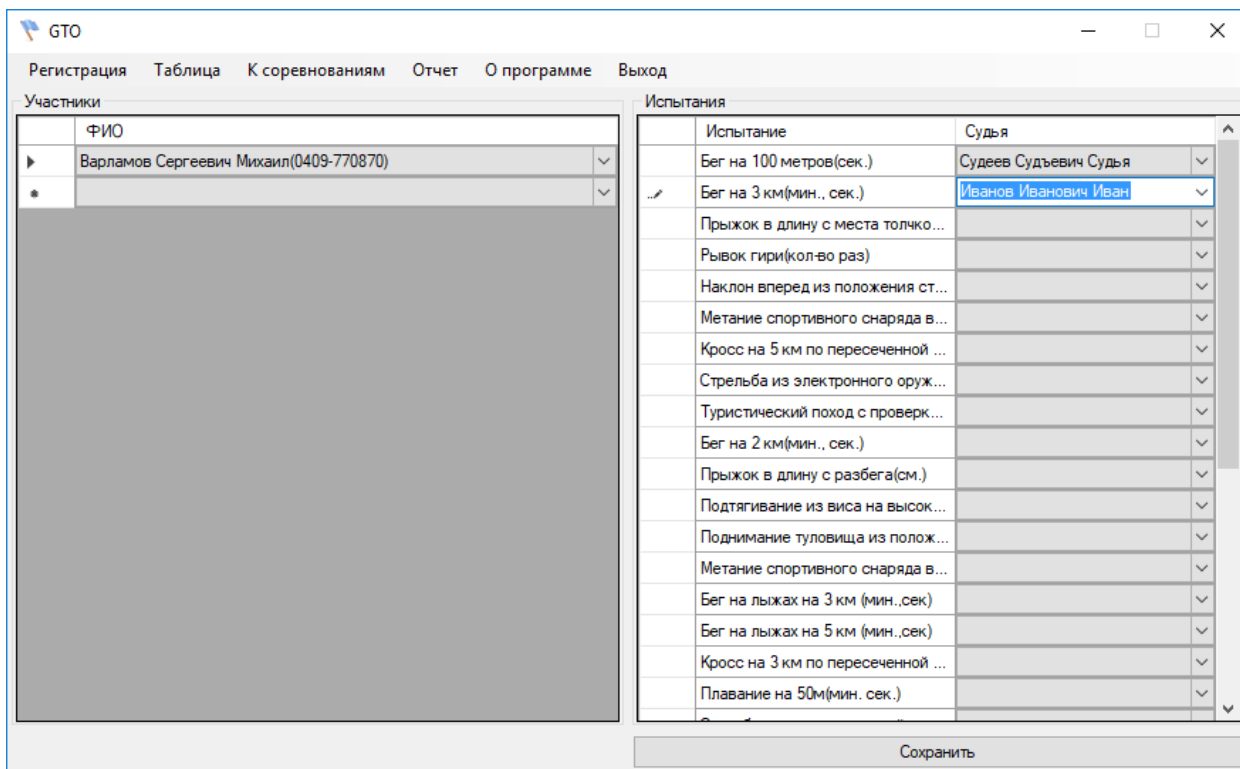 GTO
Регистрация Таблица К соревнованиям Отчет О программе Выход
Участники
ФИО
Варламов Сергеевич Михаил(0409-770870)
Испытания
Испытание Судья
Бег на 100 метров(сек.) Судеев Судъевич Судья
Бег на 3 км(мин., сек.) Иванов Иванович Иван
Прыжок в длину с места толчко...
Рывок гири(кол-во раз)
Наклон вперед из положения ст...
Метание спортивного снаряда в...
Кросс на 5 км по пересеченной ...
Стрельба из электронного оруж...
Туристический поход с проверк...
Бег на 2 км(мин., сек.)
Прыжок в длину с разбега(см.)
Подтягивание из виса на высок...
Поднимание туловища из полож...
Метание спортивного снаряда в...
Бег на лыжах на 3 км (мин.,сек)
Бег на лыжах на 5 км (мин.,сек)
Кросс на 3 км по пересеченной ...
Плавание на 50м(мин. сек.)
Сохранить